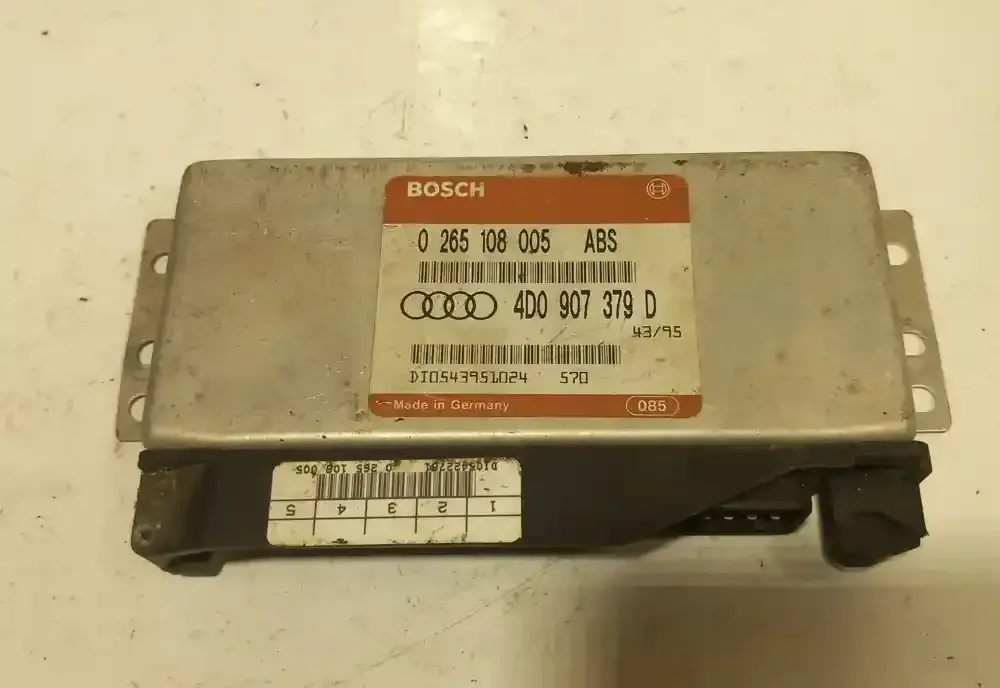 BOSCH
0 265 108 005 ABS
4D0 907 379 D
43/95
DI0543951024 570
Made in Germany 085
0 265 108 005
1 2 3 4 5